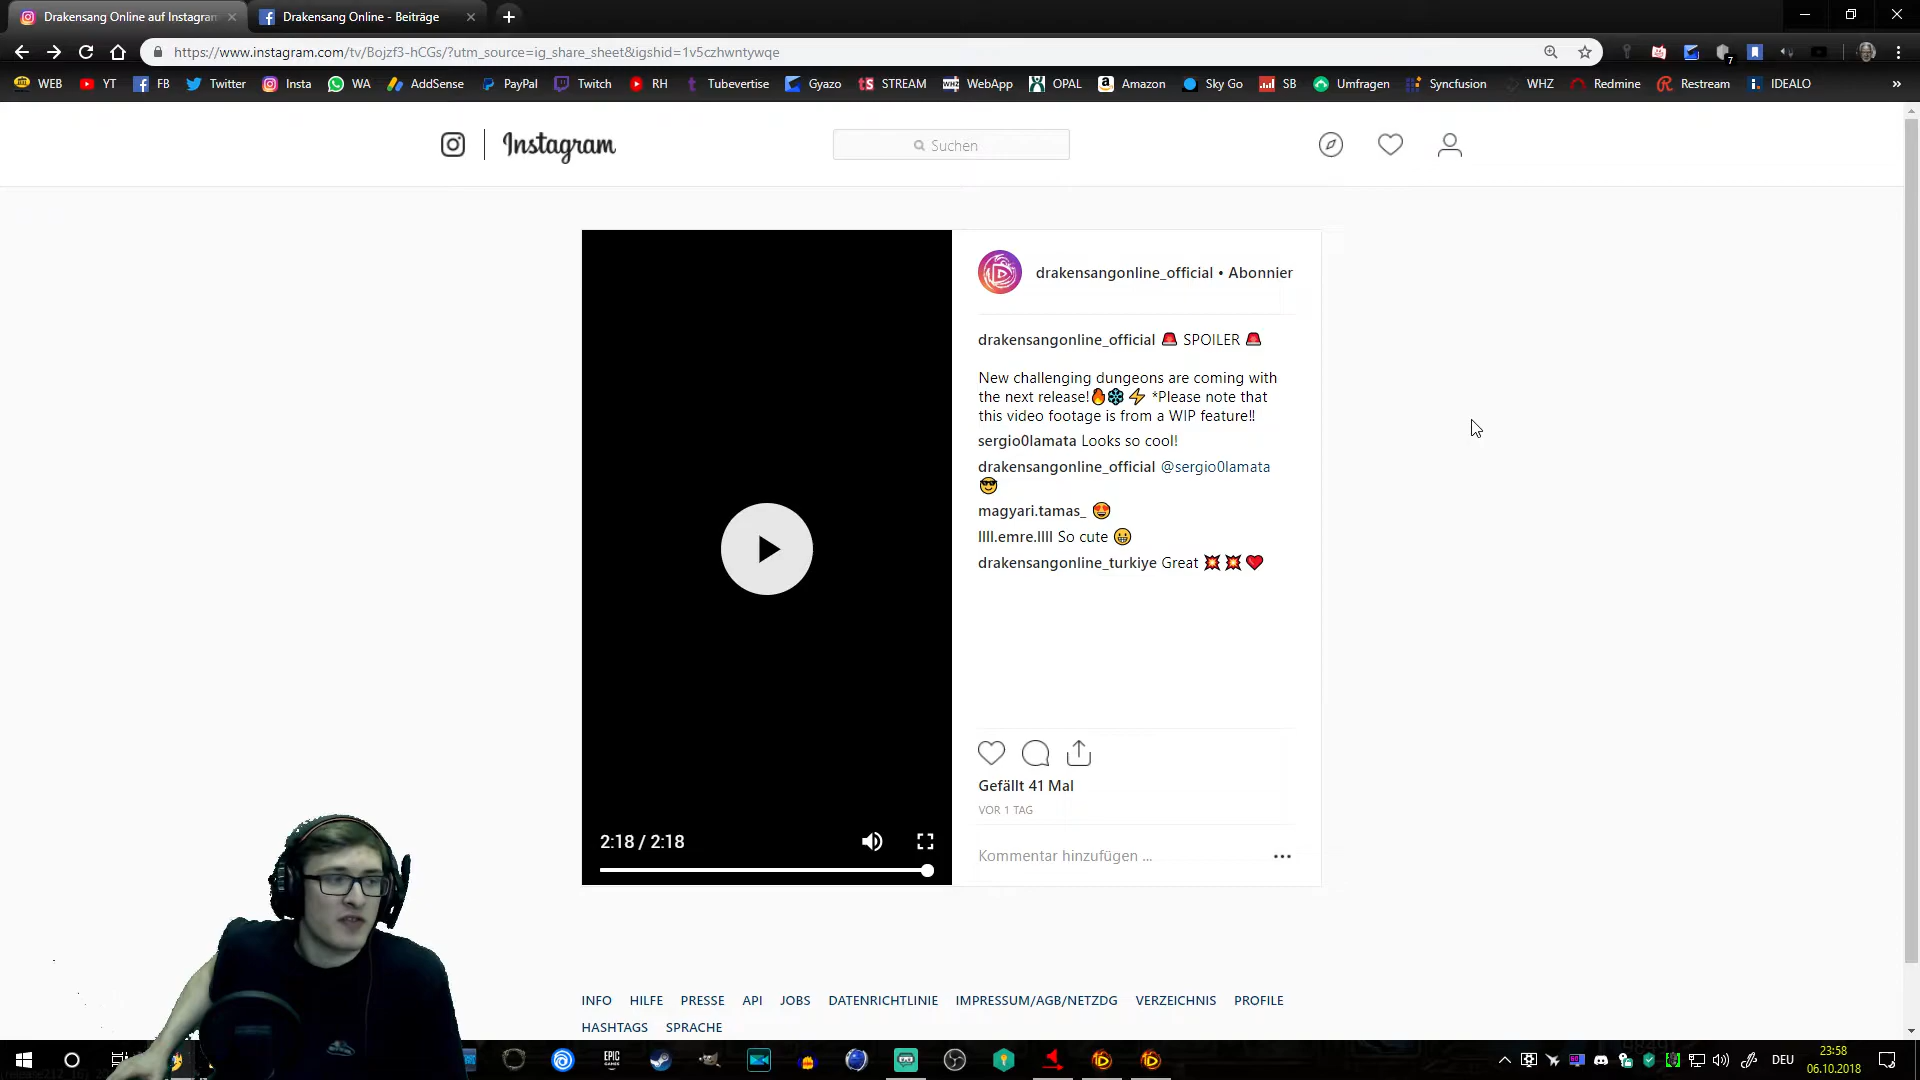 Drakensang Online auf Instagram
Drakensang Online - Beiträge
https://www.instagram.com/tv/Bojzf3-hCGs/?utm_source=ig_share_sheet&igshid=1v5czhwntywqe
7
WEB YT FB Twitter Insta WA AddSense PayPal Twitch RH Tubevertise Gyazo STREAM WebApp OPAL Amazon Sky Go SB Umfragen Syncfusion WHZ Redmine Restream IDEALO
Instagram
Suchen
drakensangonline_official • Abonnier
drakensangonline_official 🚨 SPOILER 🚨
New challenging dungeons are coming with
the next release!🔥❄️⚡ *Please note that
this video footage is from a WIP feature!!
sergio0lamata Looks so cool!
drakensangonline_official @sergio0lamata
😎
magyari.tamas_ 😍
llll.emre.llll So cute 😁
drakensangonline_turkiye Great 💥💥❤️
Gefällt 41 Mal
VOR 1 TAG
2:18 / 2:18
Kommentar hinzufügen ...
INFO HILFE PRESSE API JOBS DATENRICHTLINIE IMPRESSUM/AGB/NETZDG VERZEICHNIS PROFILE
HASHTAGS SPRACHE
EPIC
GAMES
DEU
23:58
06.10.2018